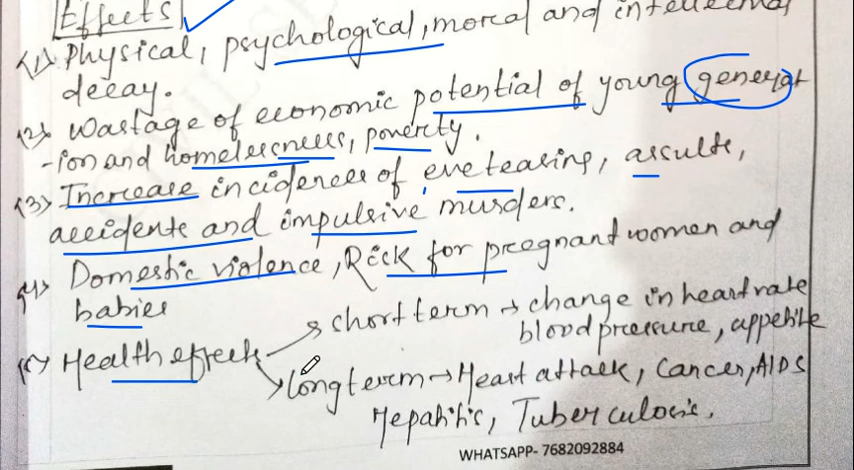 Effects
(1) Physical, psychological, moral and intellectual
decay.
(2) Wastage of economic potential of young generat
-ion and homelessness, poverty.
(3) Increase incidences of eve teasing, assults,
accidents and impulsive murders.
(4) Domestic violence, Risk for pregnant women and
babies
(5) Health effects → short term → change in heart rate
blood pressure, appetite
→ Long term → Heart attack, Cancer, AIDS
Hepatitis, Tuberculosis.
WHATSAPP- 7682092884